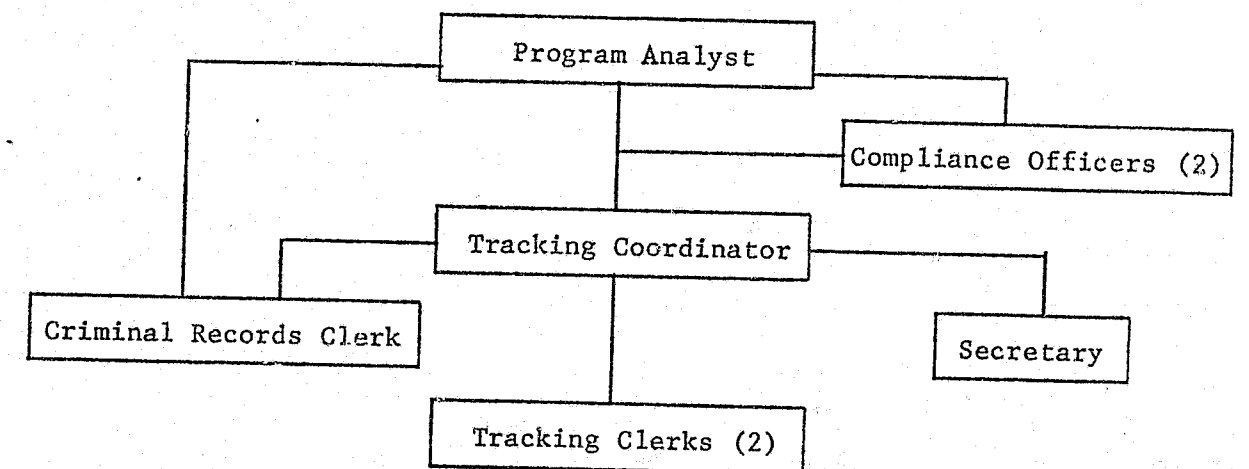 Program Analyst
Compliance Officers (2)
Tracking Coordinator
Criminal Records Clerk
Secretary
Tracking Clerks (2)